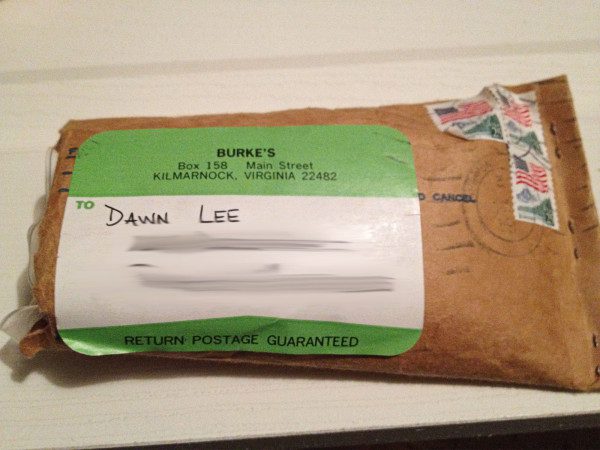 BURKE'S
Box 158 Main Street
KILMARNOCK, VIRGINIA 22482
TO
DAWN LEE
RETURN POSTAGE GUARANTEED
CANCEL